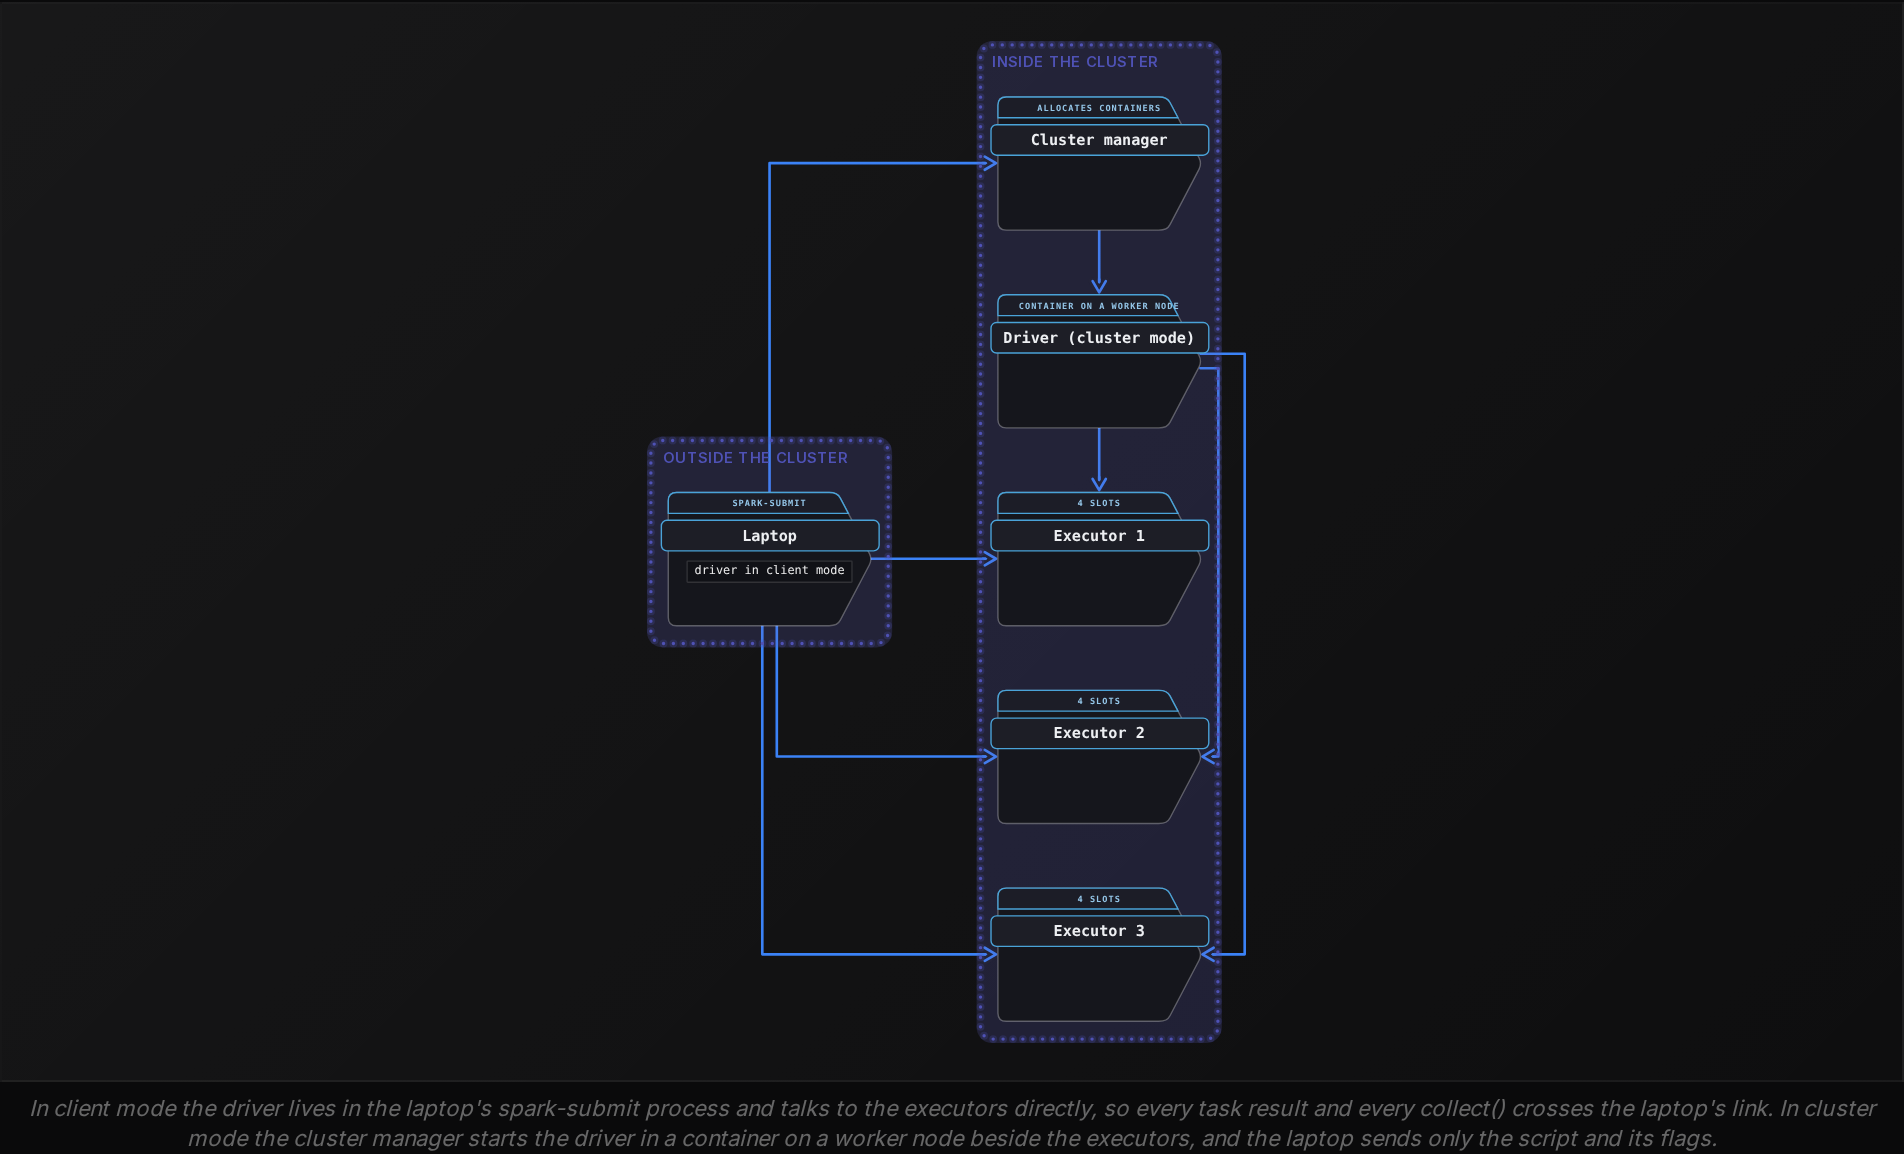 INSIDE THE CLUSTER
ALLOCATES CONTAINERS
Cluster manager
CONTAINER ON A WORKER NODE
Driver (cluster mode)
OUTSIDE THE CLUSTER
SPARK-SUBMIT
Laptop
driver in client mode
4 SLOTS
Executor 1
4 SLOTS
Executor 2
4 SLOTS
Executor 3
In client mode the driver lives in the laptop's spark-submit process and talks to the executors directly, so every task result and every collect() crosses the laptop's link. In cluster
mode the cluster manager starts the driver in a container on a worker node beside the executors, and the laptop sends only the script and its flags.